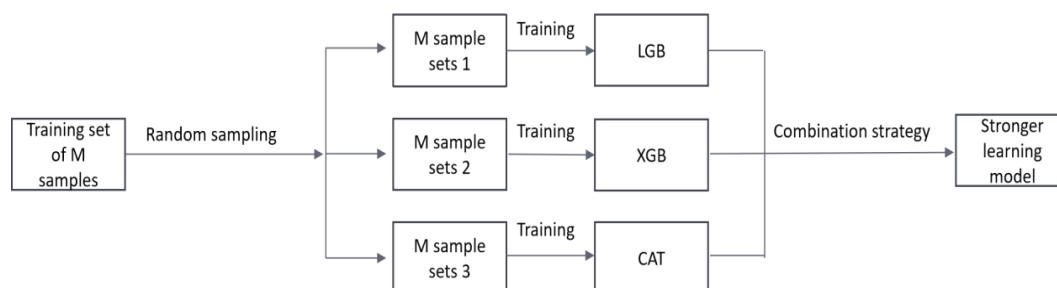 Training set
of M
samples
Random sampling
M sample
sets 1
Training
LGB
M sample
sets 2
Training
XGB
M sample
sets 3
Training
CAT
Combination strategy
Stronger
learning
model